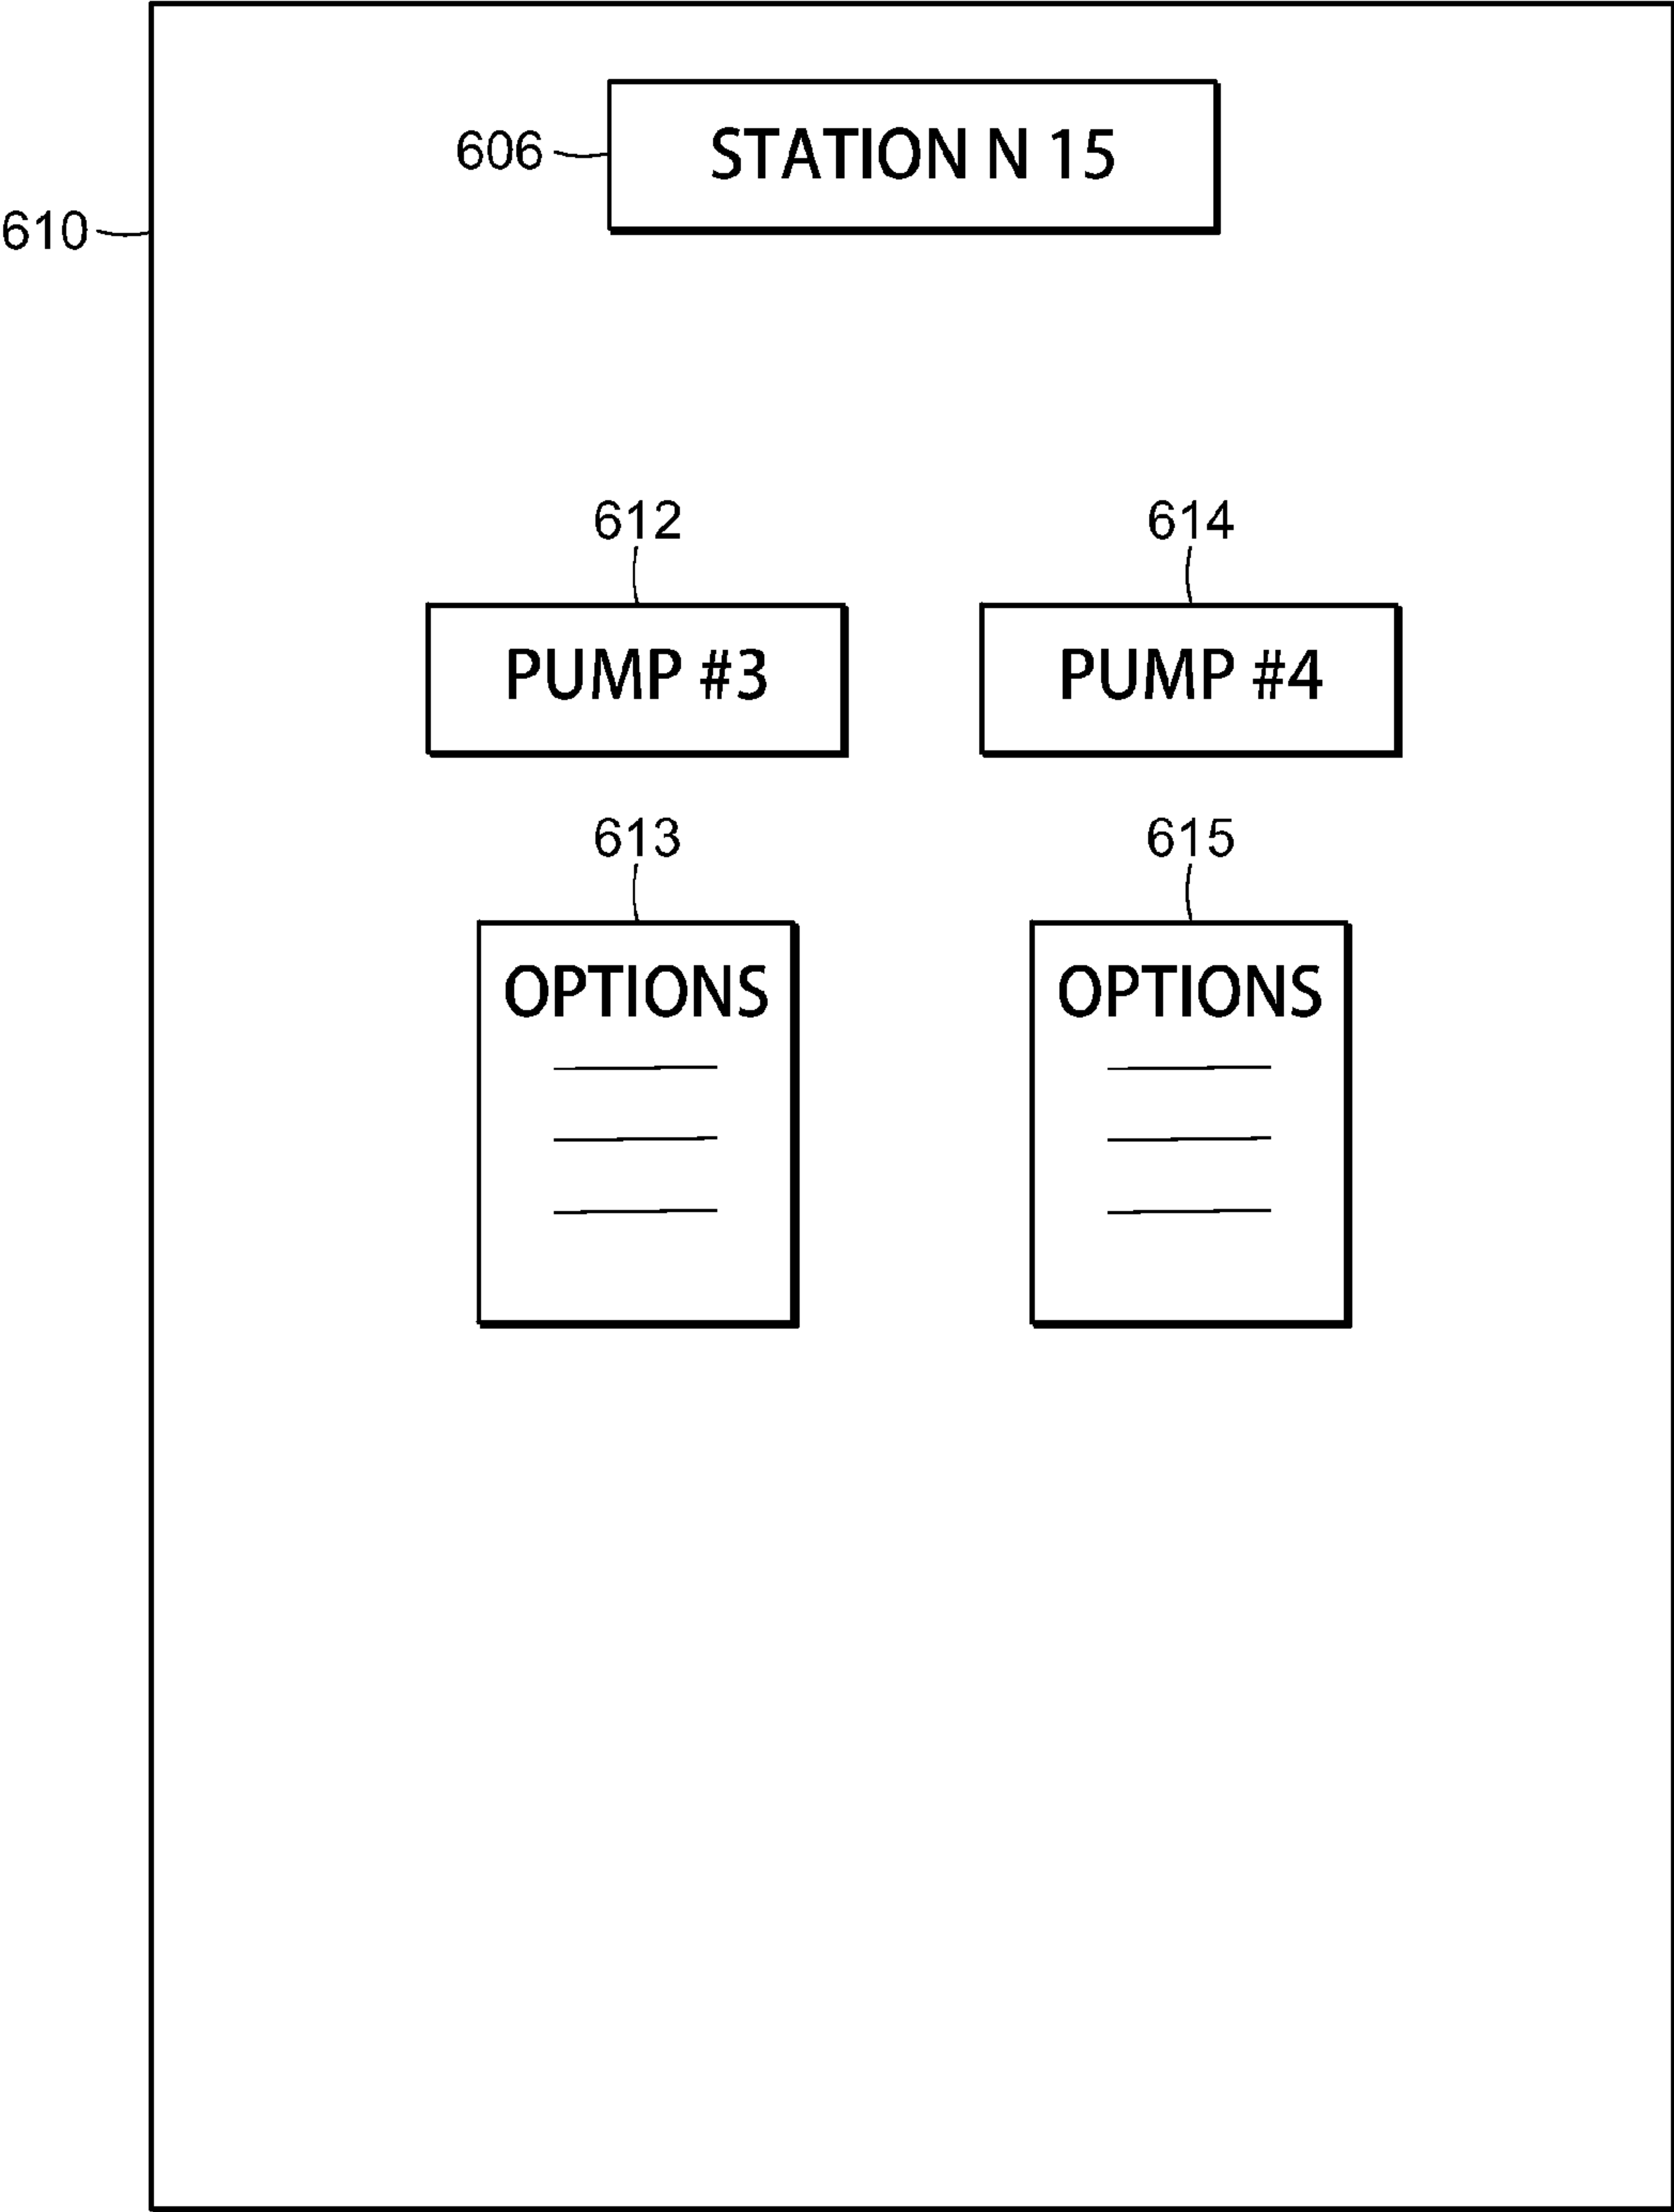 606
STATION N 15
610
612
614
PUMP #3
PUMP #4
613
615
OPTIONS
OPTIONS